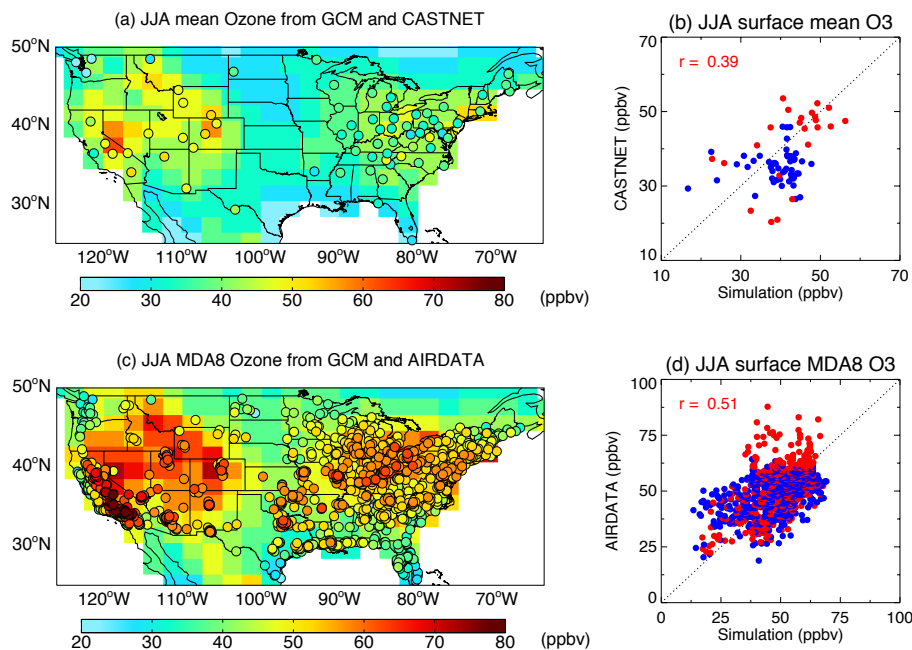 (a) JJA mean Ozone from GCM and CASTNET
50°N
40°N
30°N
120°W 110°W 100°W 90°W 80°W 70°W
20 30 40 50 60 70 80 (ppbv)
(b) JJA surface mean O3
r = 0.39
CASTNET (ppbv)
70
50
30
10
10 30 50 70
Simulation (ppbv)
(c) JJA MDA8 Ozone from GCM and AIRDATA
50°N
40°N
30°N
120°W 110°W 100°W 90°W 80°W 70°W
20 30 40 50 60 70 80 (ppbv)
(d) JJA surface MDA8 O3
r = 0.51
AIRDATA (ppbv)
100
75
50
25
0
0 25 50 75 100
Simulation (ppbv)